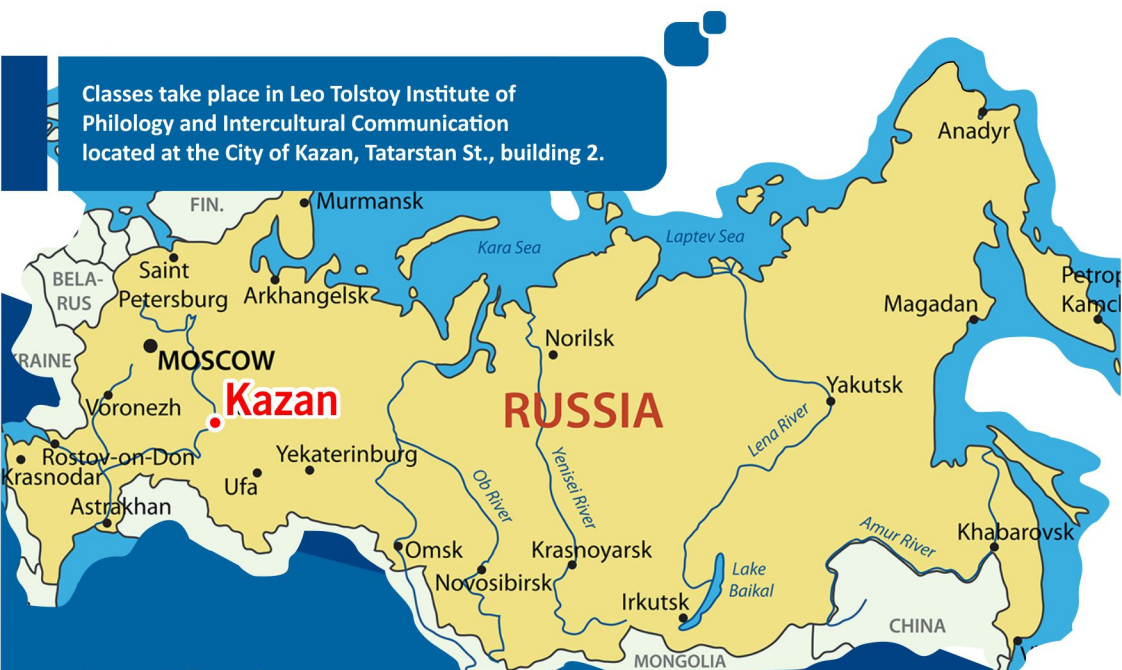 Classes take place in Leo Tolstoy Institute of
Philology and Intercultural Communication
located at the City of Kazan, Tatarstan St., building 2.
Anadyr
FIN.
Murmansk
Kara Sea
Laptev Sea
BELA-
RUS
Saint
Petersburg
Arkhangelsk
Petrop
Kamcl
Magadan
Norilsk
RAINE
MOSCOW
Kazan
RUSSIA
Yakutsk
Voronezh
Lena River
Rostov-on-Don
Yekaterinburg
Yenisei River
Krasnodar
Ufa
Ob River
Astrakhan
Amur River
Khabarovsk
Omsk
Krasnoyarsk
Novosibirsk
Lake
Baikal
Irkutsk
CHINA
MONGOLIA